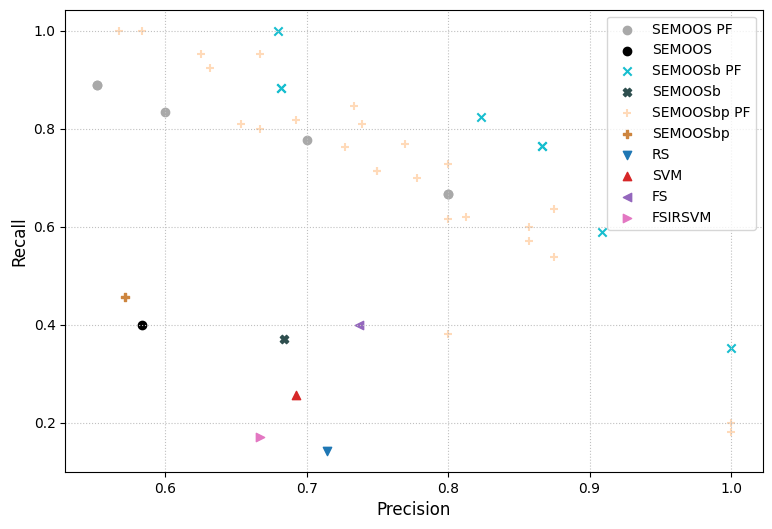 1.0
0.8
0.6
0.4
0.2
Recall
SEMOOS PF
SEMOOS
SEMOOSb PF
SEMOOSb
SEMOOSbp PF
SEMOOSbp
RS
SVM
FS
FSIRSVM
0.6 0.7 0.8 0.9 1.0
Precision